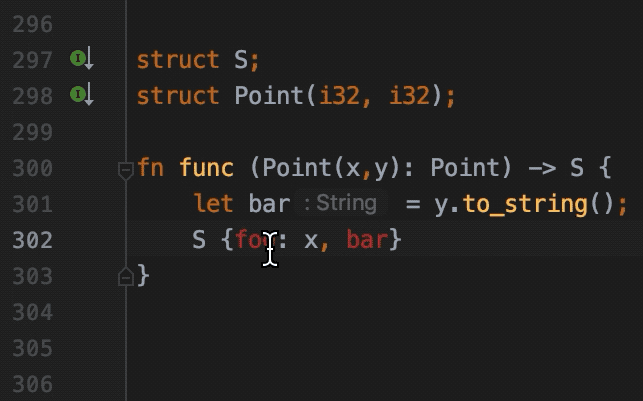 296
297 I struct S;
298 I struct Point(i32, i32);
299
300 fn func (Point(x,y): Point) -> S {
301 let bar : String = y.to_string();
302 S {foo: x, bar}
303 }
304
305
306